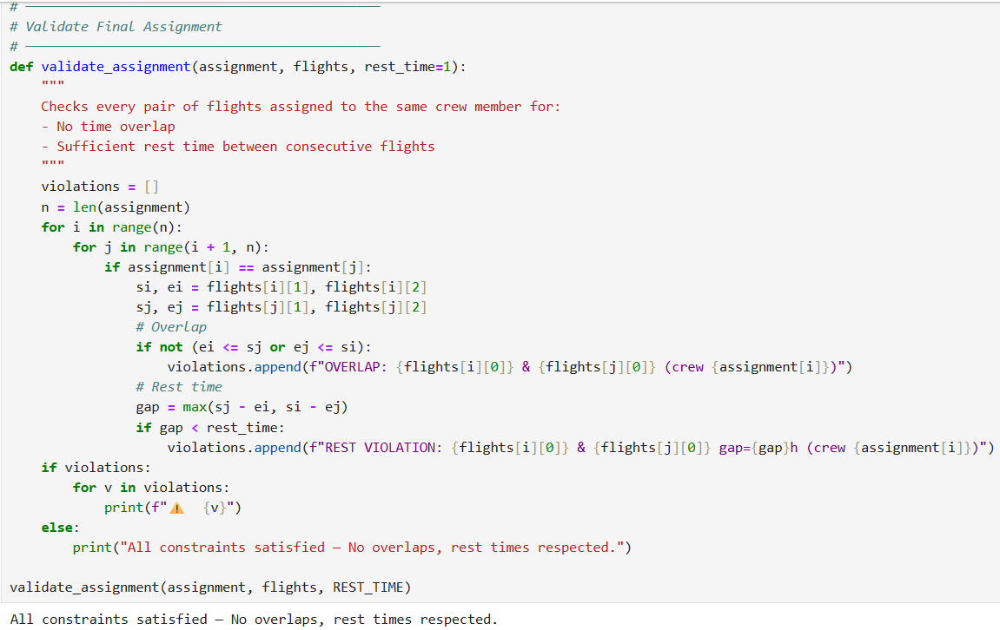 # ─────────────────────────────────────────────
# Validate Final Assignment
# ─────────────────────────────────────────────
def validate_assignment(assignment, flights, rest_time=1):
    """
    Checks every pair of flights assigned to the same crew member for:
    - No time overlap
    - Sufficient rest time between consecutive flights
    """
    violations = []
    n = len(assignment)
    for i in range(n):
        for j in range(i + 1, n):
            if assignment[i] == assignment[j]:
                si, ei = flights[i][1], flights[i][2]
                sj, ej = flights[j][1], flights[j][2]
                # Overlap
                if not (ei <= sj or ej <= si):
                    violations.append(f"OVERLAP: {flights[i][0]} & {flights[j][0]} (crew {assignment[i]})")
                # Rest time
                gap = max(sj - ei, si - ej)
                if gap < rest_time:
                    violations.append(f"REST VIOLATION: {flights[i][0]} & {flights[j][0]} gap={gap}h (crew {assignment[i]})")
    if violations:
        for v in violations:
            print(f"⚠️  {v}")
    else:
        print("All constraints satisfied — No overlaps, rest times respected.")

validate_assignment(assignment, flights, REST_TIME)
All constraints satisfied — No overlaps, rest times respected.